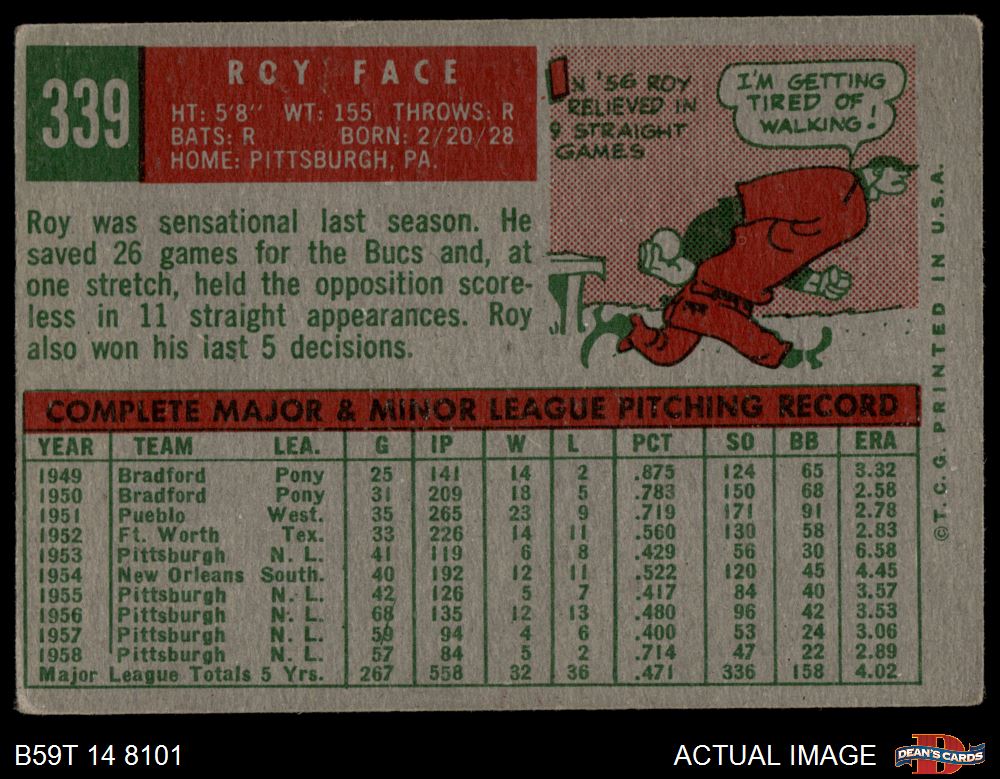 339
ROY FACE
HT: 5'8" WT: 155 THROWS: R
BATS: R BORN: 2/20/28
HOME: PITTSBURGH, PA.
IN '56 ROY
RELIEVED IN
9 STRAIGHT
GAMES
I'M GETTING
TIRED OF
WALKING!
Roy was sensational last season. He
saved 26 games for the Bucs and, at
one stretch, held the opposition score-
less in 11 straight appearances. Roy
also won his last 5 decisions.
COMPLETE MAJOR & MINOR LEAGUE PITCHING RECORD
YEAR TEAM LEA. G IP W L PCT SO BB ERA
1949 Bradford Pony 25 141 14 2 .875 124 65 3.32
1950 Bradford Pony 31 209 18 5 .783 150 68 2.58
1951 Pueblo West. 35 265 23 9 .719 171 91 2.78
1952 Ft. Worth Tex. 33 226 14 11 .560 130 58 2.83
1953 Pittsburgh N. L. 41 119 6 8 .429 56 30 6.58
1954 New Orleans South. 40 192 12 11 .522 120 45 4.45
1955 Pittsburgh N. L. 42 126 5 7 .417 84 40 3.57
1956 Pittsburgh N. L. 68 135 12 13 .480 96 42 3.53
1957 Pittsburgh N. L. 59 94 4 6 .400 53 24 3.06
1958 Pittsburgh N. L. 57 84 5 2 .714 47 22 2.89
Major League Totals 5 Yrs. 267 558 32 36 .471 336 158 4.02
©T.C.G. PRINTED IN U.S.A.
B59T 14 8101
ACTUAL IMAGE
DEAN'S CARDS